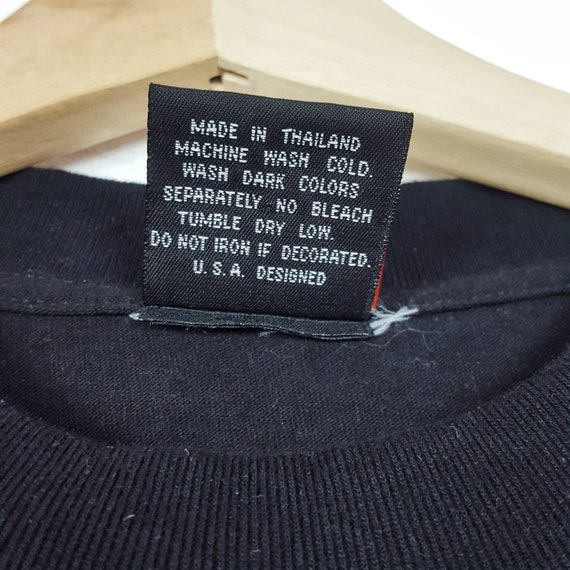 MADE IN THAILAND
MACHINE WASH COLD.
WASH DARK COLORS
SEPARATELY NO BLEACH
TUMBLE DRY LOW.
DO NOT IRON IF DECORATED.
U.S.A. DESIGNED